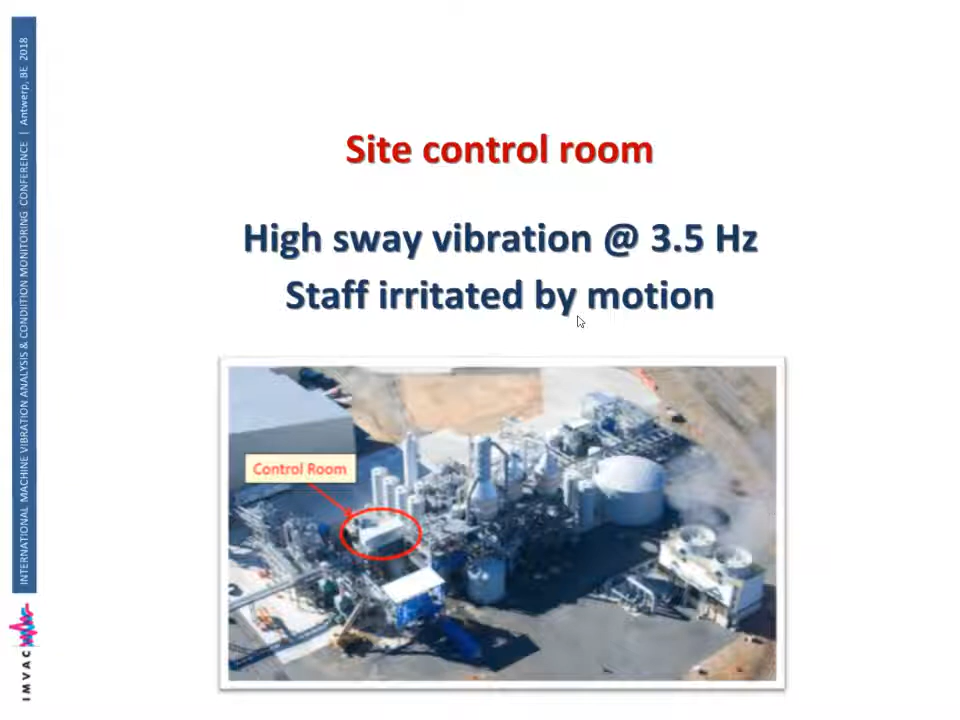 INTERNATIONAL MACHINE VIBRATION ANALYSIS & CONDITION MONITORING CONFERENCE | Antwerp, BE 2018
IMVAC
Site control room
High sway vibration @ 3.5 Hz
Staff irritated by motion
Control Room